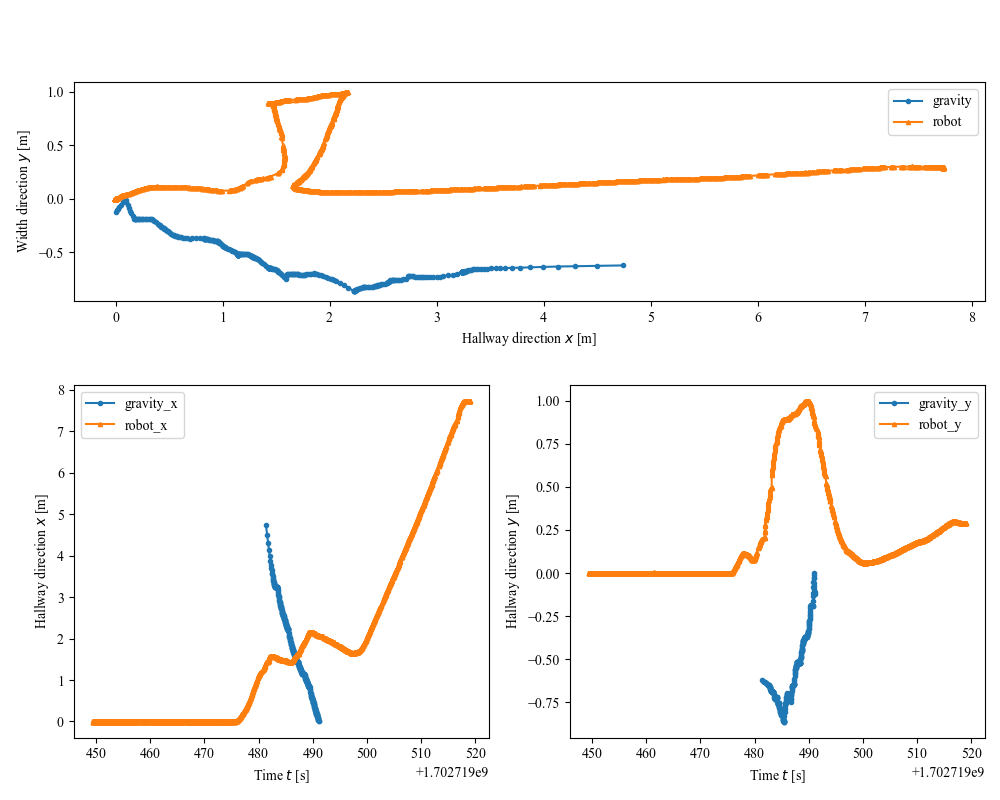 1.0
0.5
0.0
−0.5
Width direction y [m]
gravity
robot
0 1 2 3 4 5 6 7 8
Hallway direction x [m]
8
7
6
5
4
3
2
1
0
Hallway direction x [m]
gravity_x
robot_x
450 460 470 480 490 500 510 520
Time t [s]
+1.702719e9
1.00
0.75
0.50
0.25
0.00
−0.25
−0.50
−0.75
Hallway direction y [m]
gravity_y
robot_y
450 460 470 480 490 500 510 520
Time t [s]
+1.702719e9